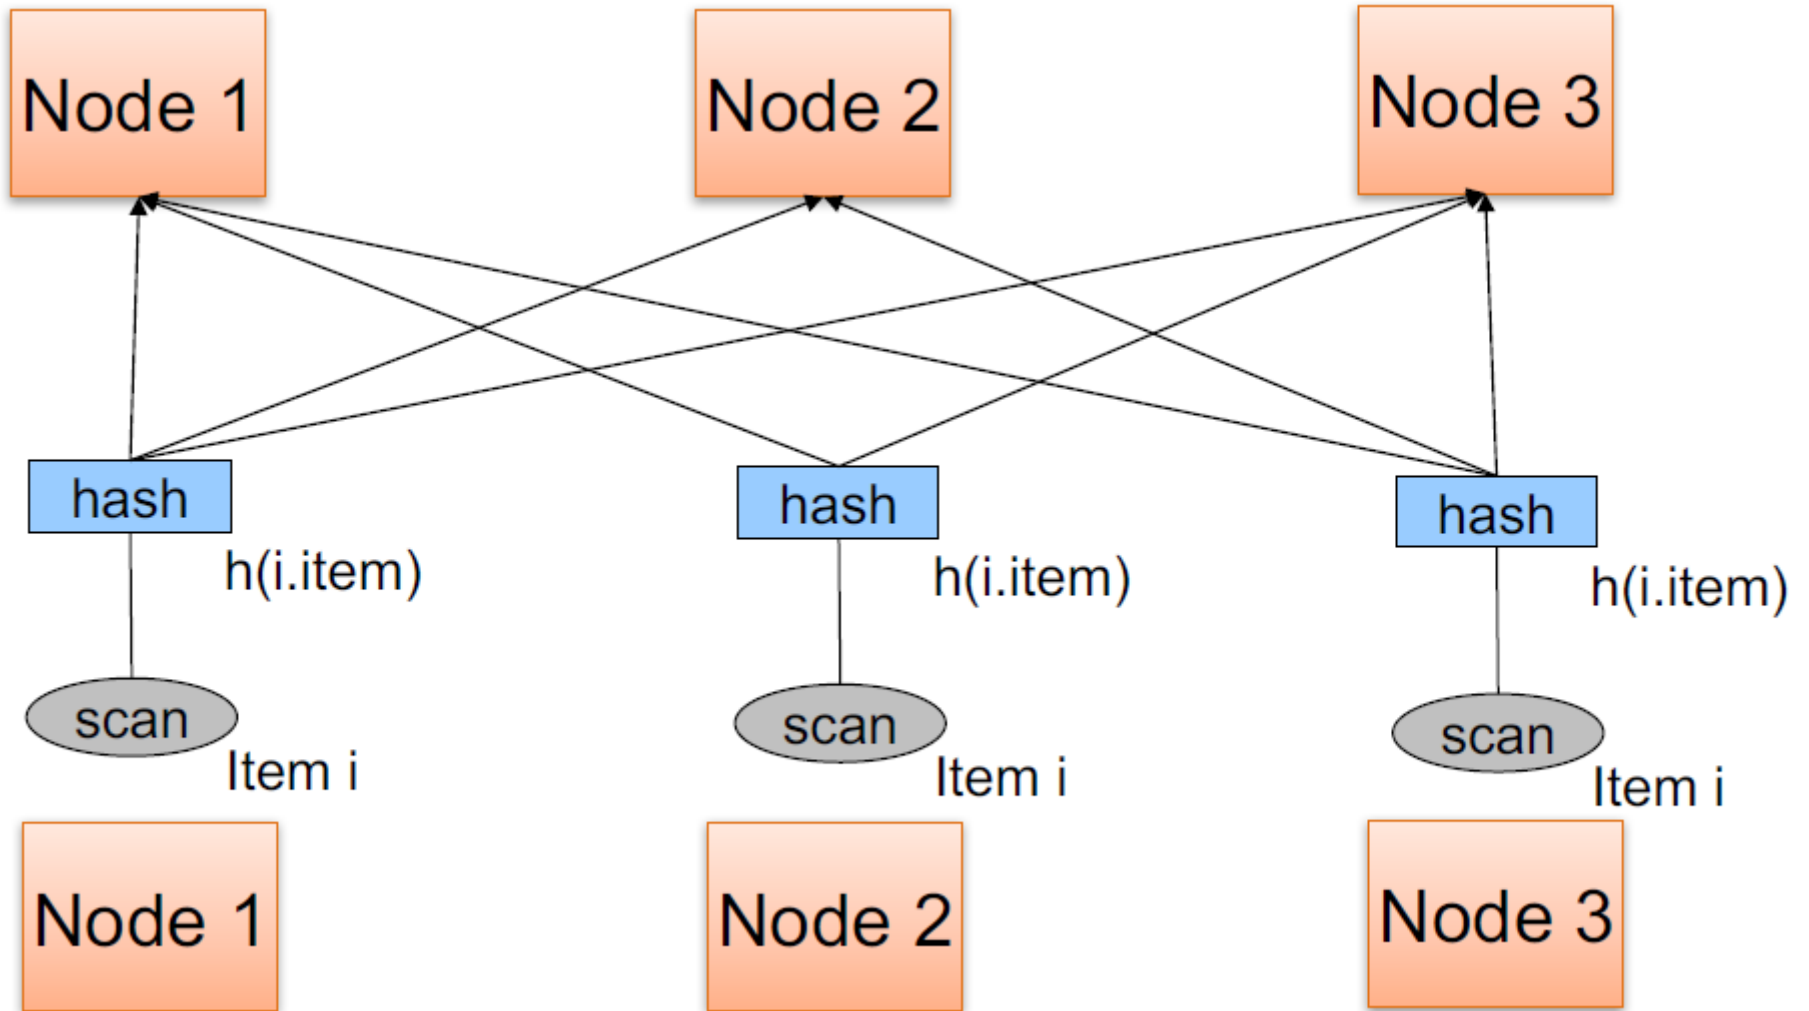 Node 1
Node 2
Node 3
hash
hash
hash
h(i.item)
h(i.item)
h(i.item)
scan
scan
scan
Item i
Item i
Item i
Node 1
Node 2
Node 3